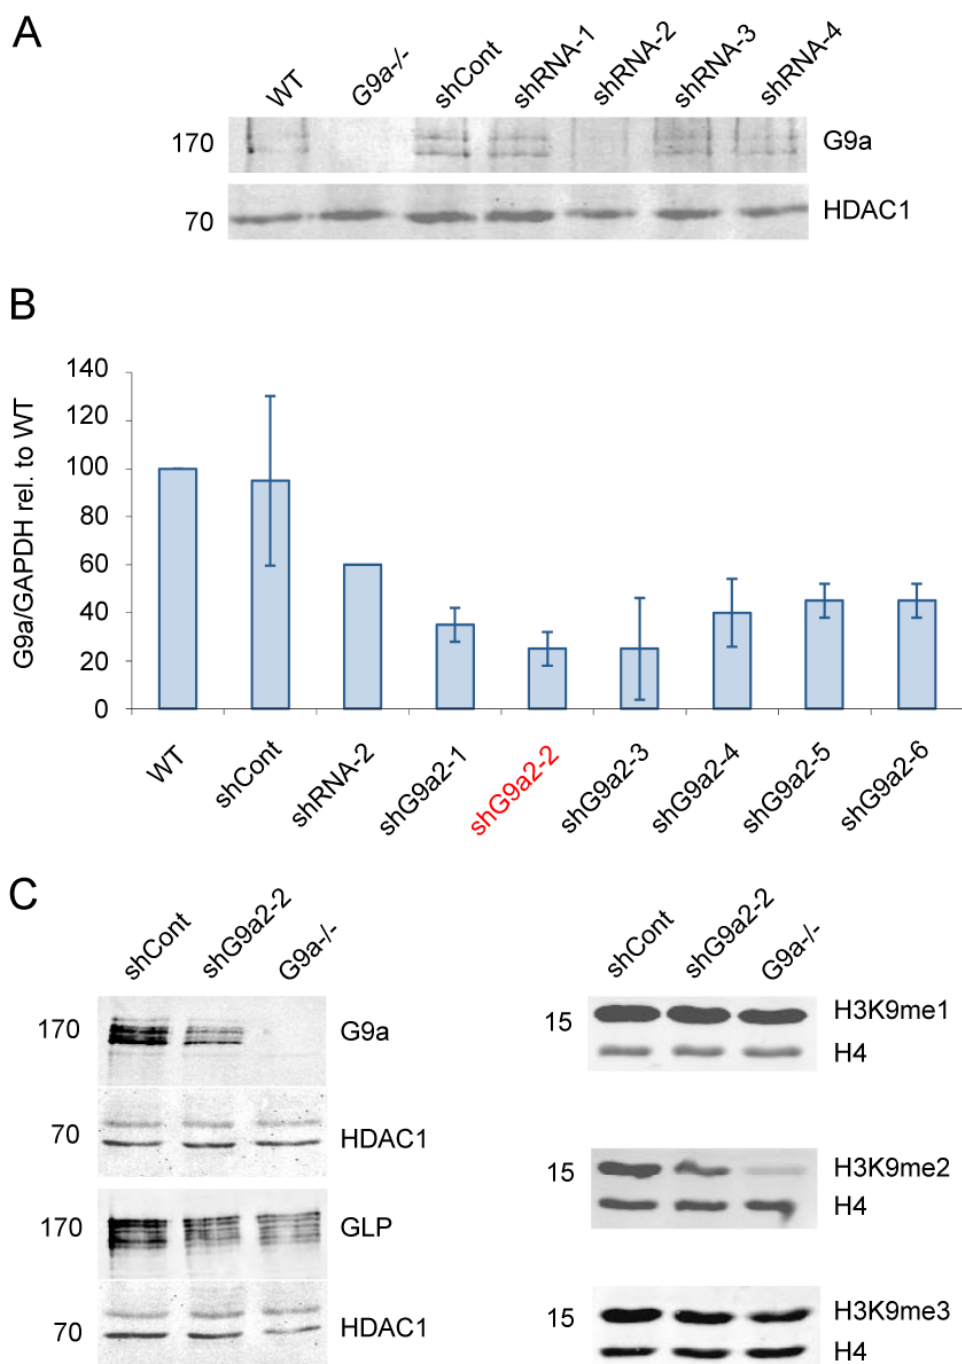 A
WT G9a-/- shCont shRNA-1 shRNA-2 shRNA-3 shRNA-4
170 G9a
70 HDAC1
B
G9a/GAPDH rel. to WT
140
120
100
80
60
40
20
0
WT shCont shRNA-2 shG9a2-1 shG9a2-2 shG9a2-3 shG9a2-4 shG9a2-5 shG9a2-6
C
shCont shG9a2-2 G9a-/-
170 G9a
70 HDAC1
170 GLP
70 HDAC1
shCont shG9a2-2 G9a-/-
15 H3K9me1
H4
15 H3K9me2
H4
15 H3K9me3
H4